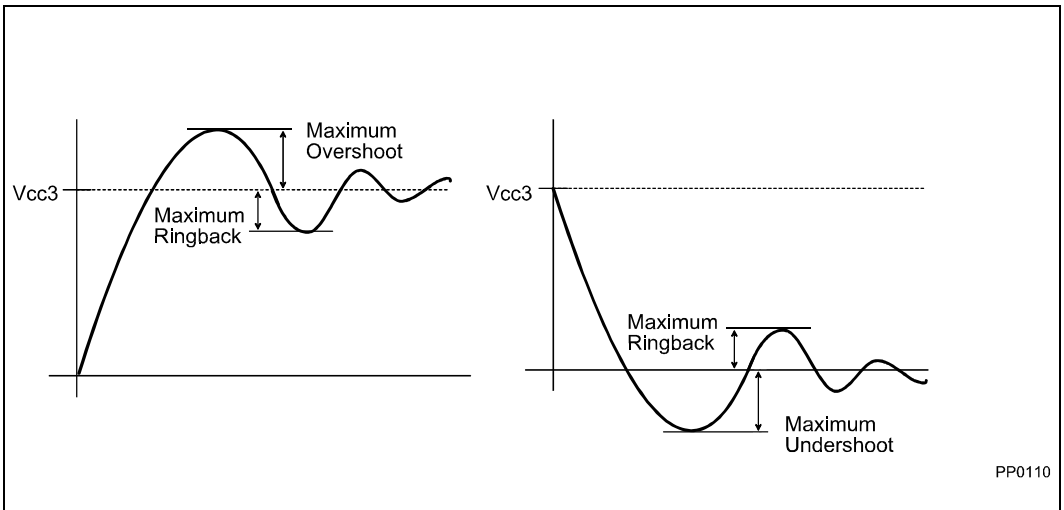 Maximum
Overshoot
Vcc3
Maximum
Ringback
Vcc3
Maximum
Ringback
Maximum
Undershoot
PP0110